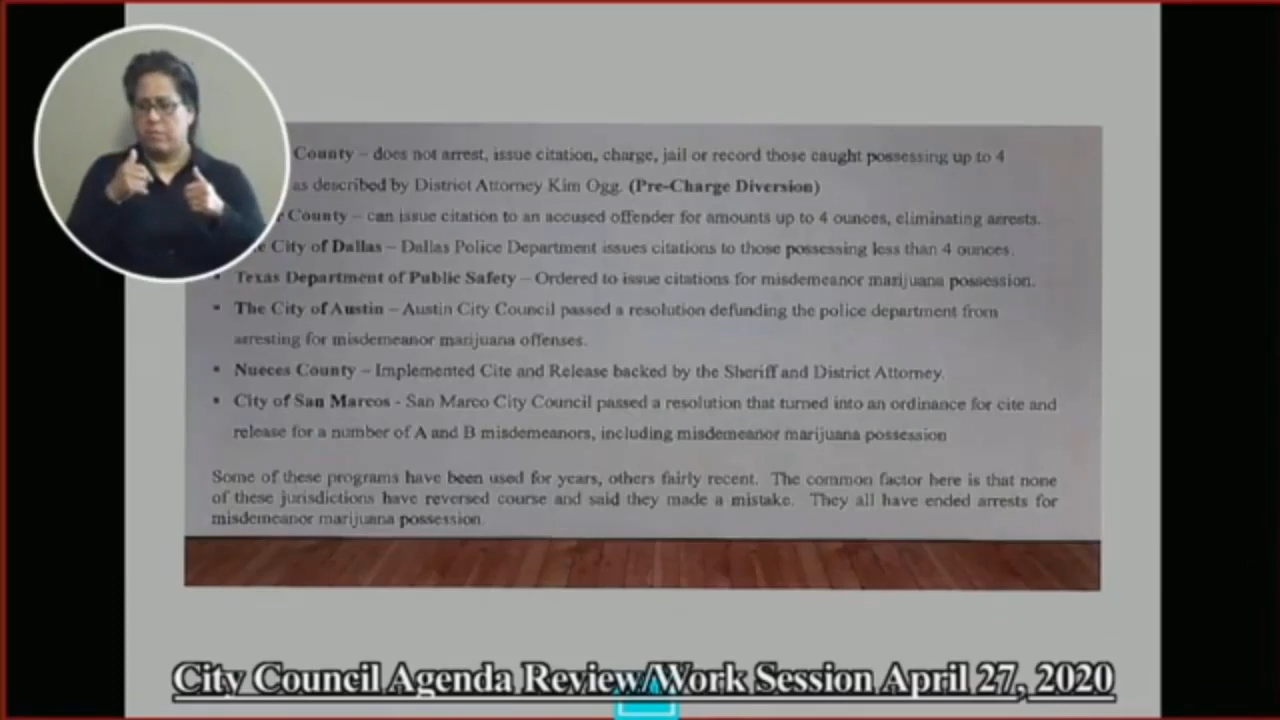 County – does not arrest, issue citation, charge, jail or record those caught possessing up to 4
as described by District Attorney Kim Ogg. (Pre-Charge Diversion)
County – can issue citation to an accused offender for amounts up to 4 ounces, eliminating arrests.
City of Dallas – Dallas Police Department issues citations to those possessing less than 4 ounces.
• Texas Department of Public Safety – Ordered to issue citations for misdemeanor marijuana possession.
• The City of Austin – Austin City Council passed a resolution defunding the police department from
arresting for misdemeanor marijuana offenses.
• Nueces County – Implemented Cite and Release backed by the Sheriff and District Attorney.
• City of San Marcos - San Marco City Council passed a resolution that turned into an ordinance for cite and
release for a number of A and B misdemeanors, including misdemeanor marijuana possession
Some of these programs have been used for years, others fairly recent. The common factor here is that none
of these jurisdictions have reversed course and said they made a mistake. They all have ended arrests for
misdemeanor marijuana possession.
City Council Agenda Review/Work Session April 27, 2020